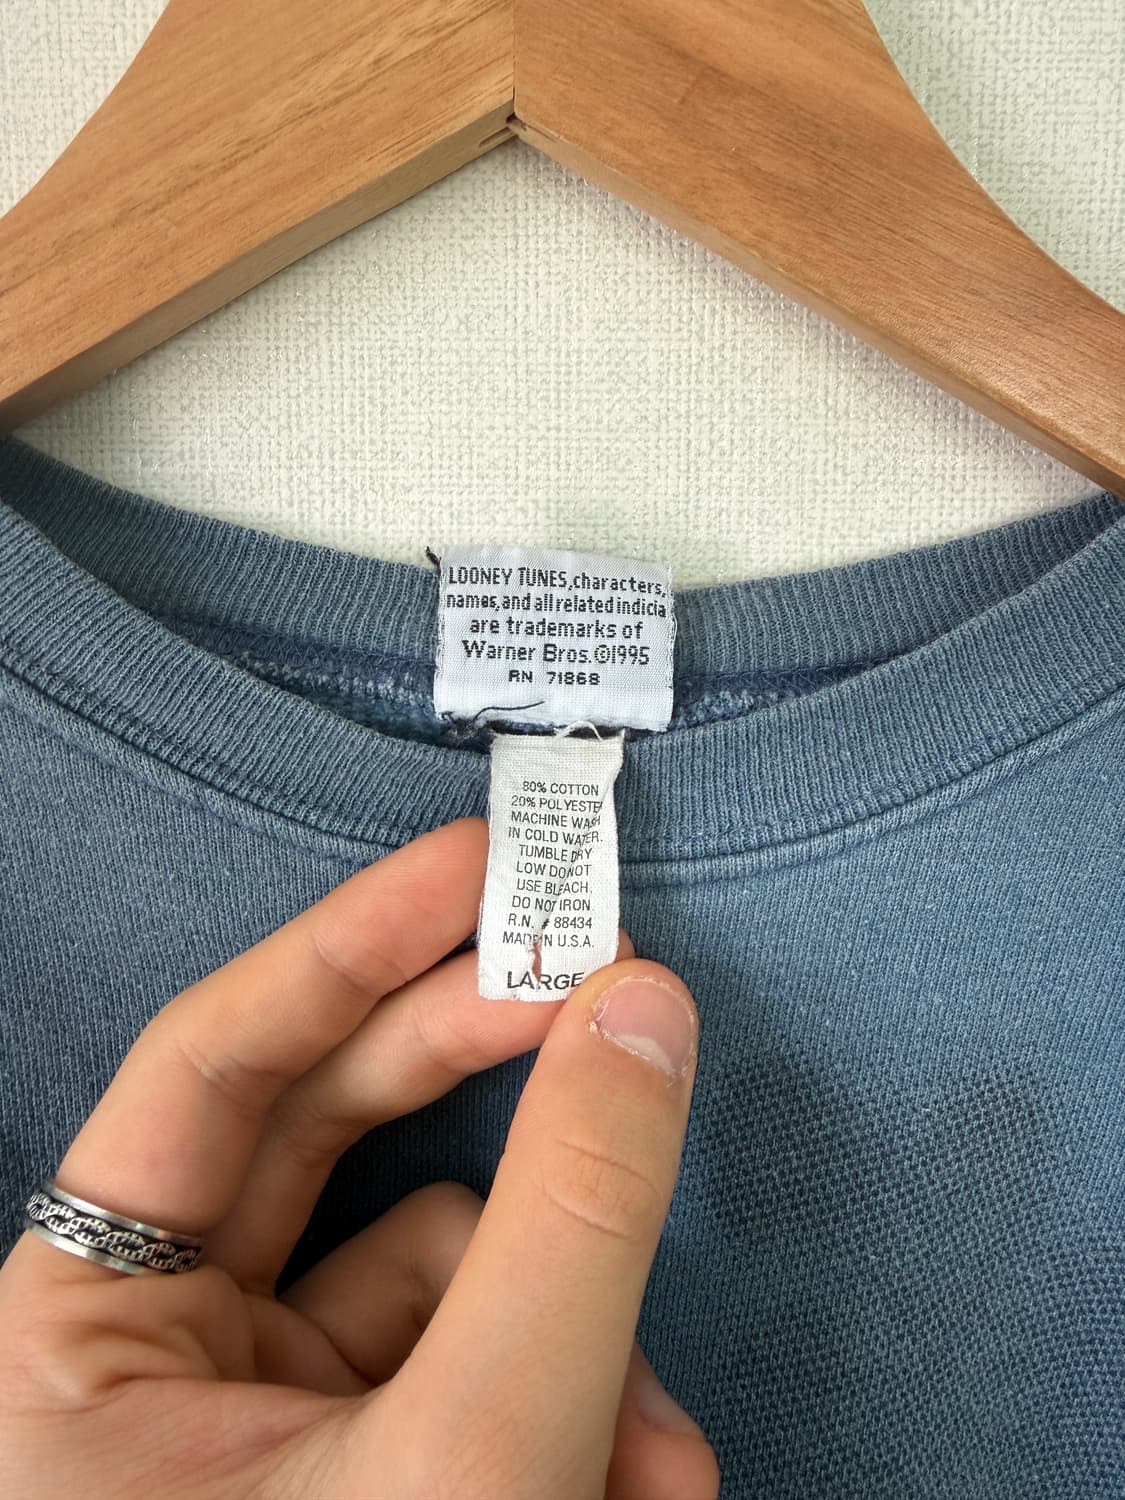 LOONEY TUNES,characters,
names,and all related indicia
are trademarks of
Warner Bros.©1995
RN 71868
80% COTTON
20% POLYESTE
MACHINE WASH
IN COLD WATER.
TUMBLE DRY
LOW DO NOT
USE BLEACH.
DO NOT IRON.
R.N. # 88434
MADE IN U.S.A.
LARGE